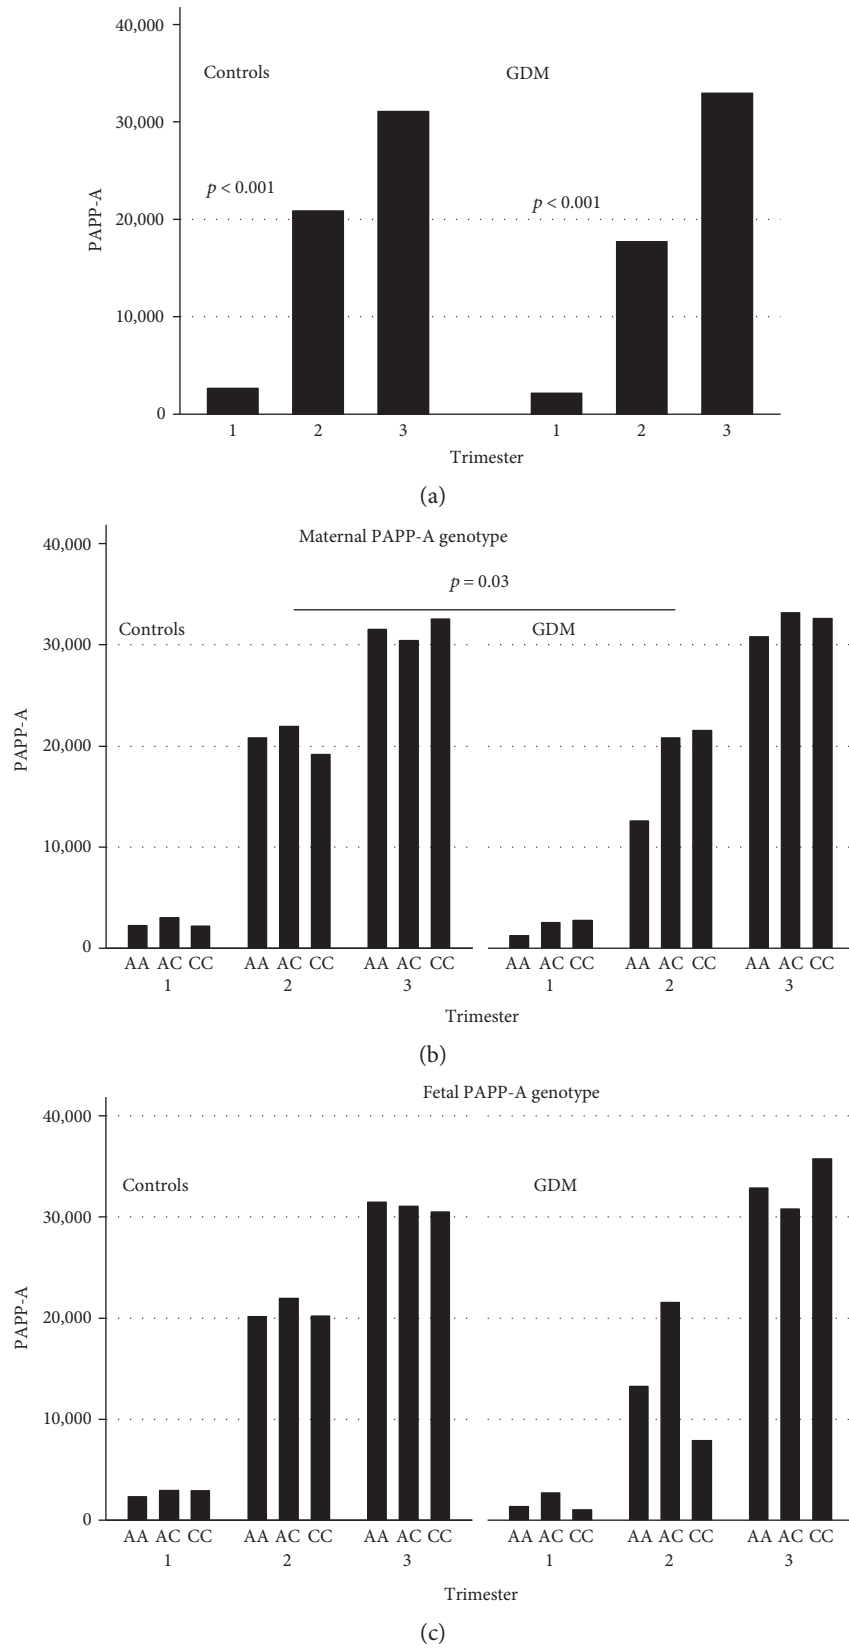 40,000
Controls
GDM
30,000
p < 0.001
p < 0.001
20,000
PAPP-A
10,000
0
1 2 3 1 2 3
Trimester
(a)
Maternal PAPP-A genotype
40,000
p = 0.03
Controls
GDM
30,000
PAPP-A
20,000
10,000
0
AA AC CC AA AC CC AA AC CC AA AC CC AA AC CC AA AC CC
1 2 3 1 2 3
Trimester
(b)
Fetal PAPP-A genotype
40,000
Controls
GDM
30,000
PAPP-A
20,000
10,000
0
AA AC CC AA AC CC AA AC CC AA AC CC AA AC CC AA AC CC
1 2 3 1 2 3
Trimester
(c)